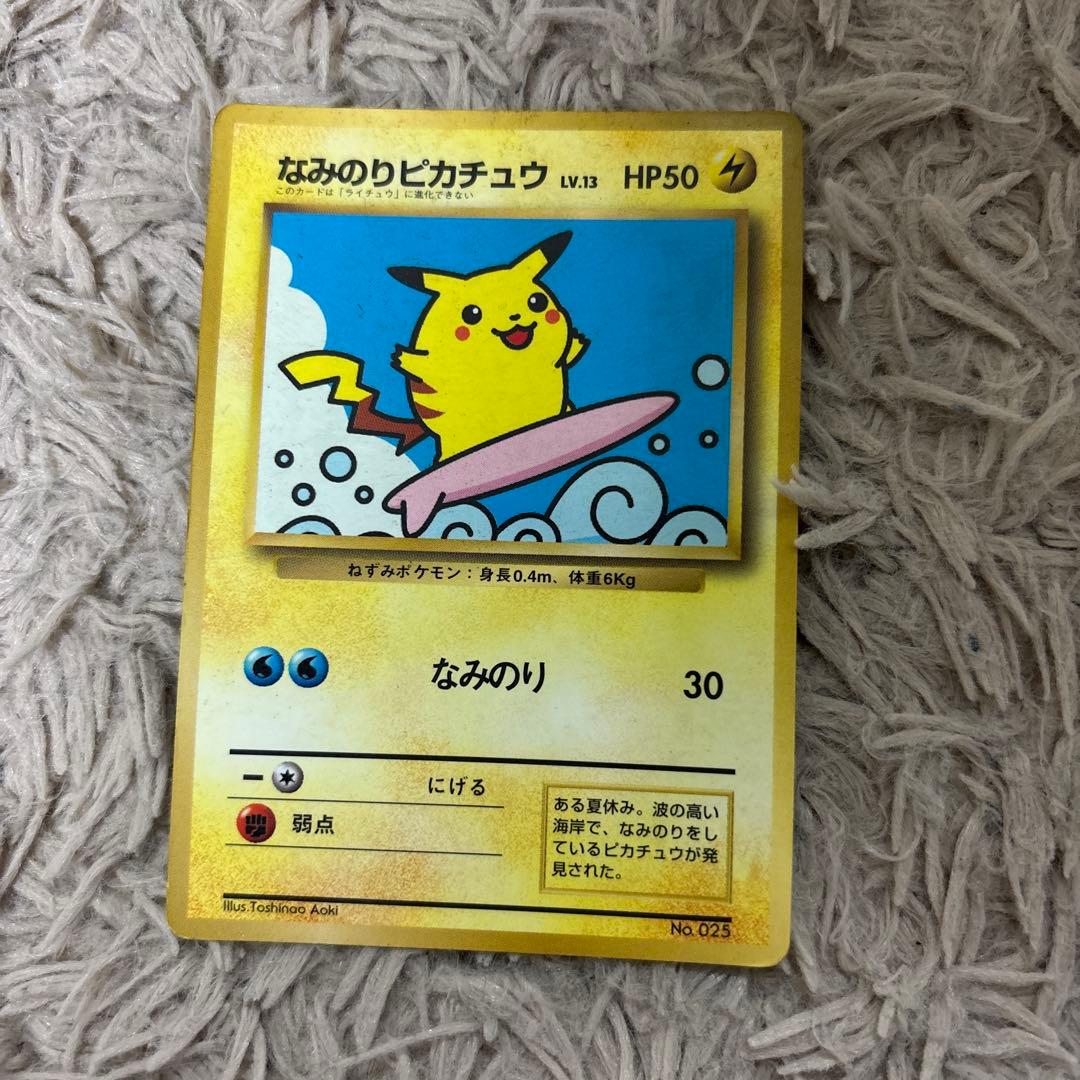 なみのりピカチュウ LV.13 HP50
このカードは「ライチュウ」に進化できない
ねずみポケモン：身長0.4m、体重6Kg
なみのり 30
にげる
弱点
ある夏休み。波の高い
海岸で、なみのりをし
ているピカチュウが発
見された。
Illus.Toshinao Aoki
No. 025